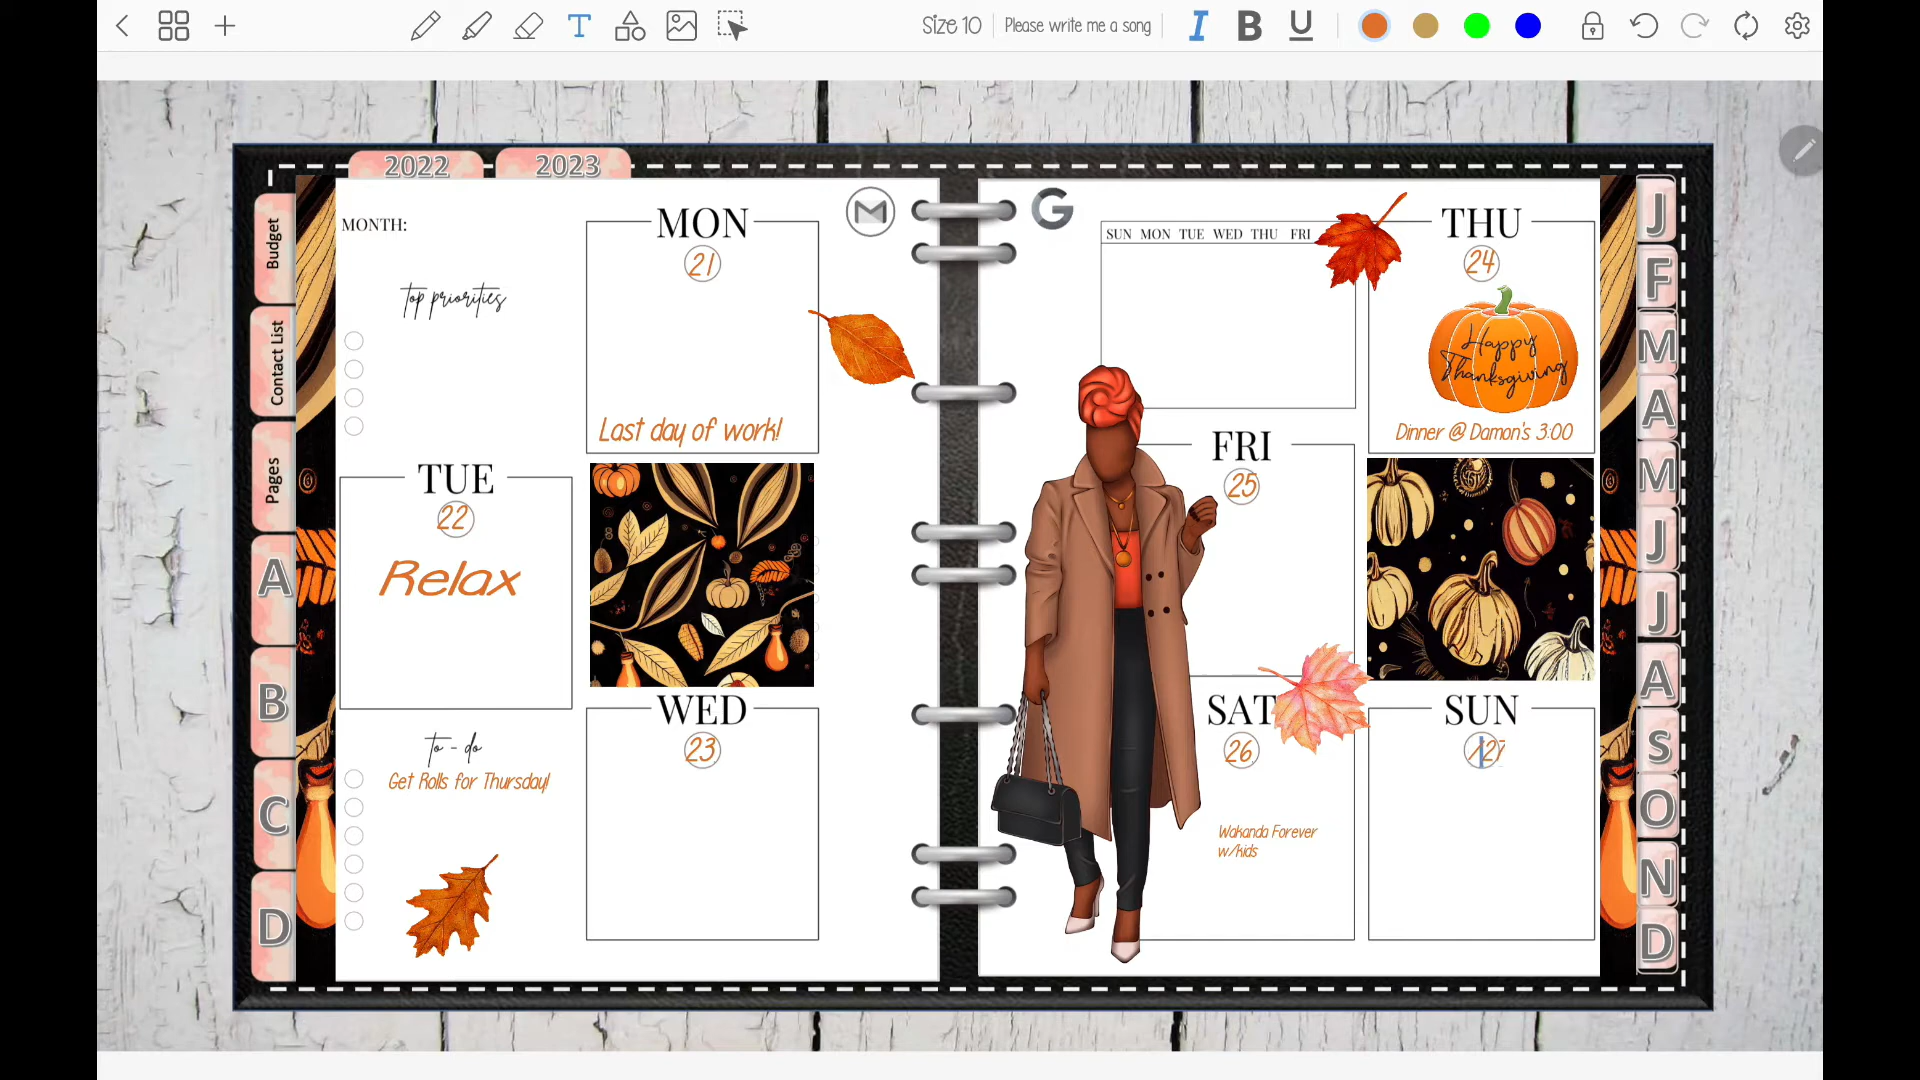 Size 10 Please write me a song I B U
2022 2023
Budget
Contact List
Pages
A
B
C
D
MONTH:
top priorities
MON
21
Last day of work!
TUE
22
Relax
WED
23
to - do
Get Rolls for Thursday!
G
SUN MON TUE WED THU FRI
THU
24
Happy
Thanksgiving
Dinner @ Damon's 3:00
FRI
25
SAT
26
Wakanda Forever
w/kids
SUN
27
J
F
M
A
M
J
J
A
S
O
N
D